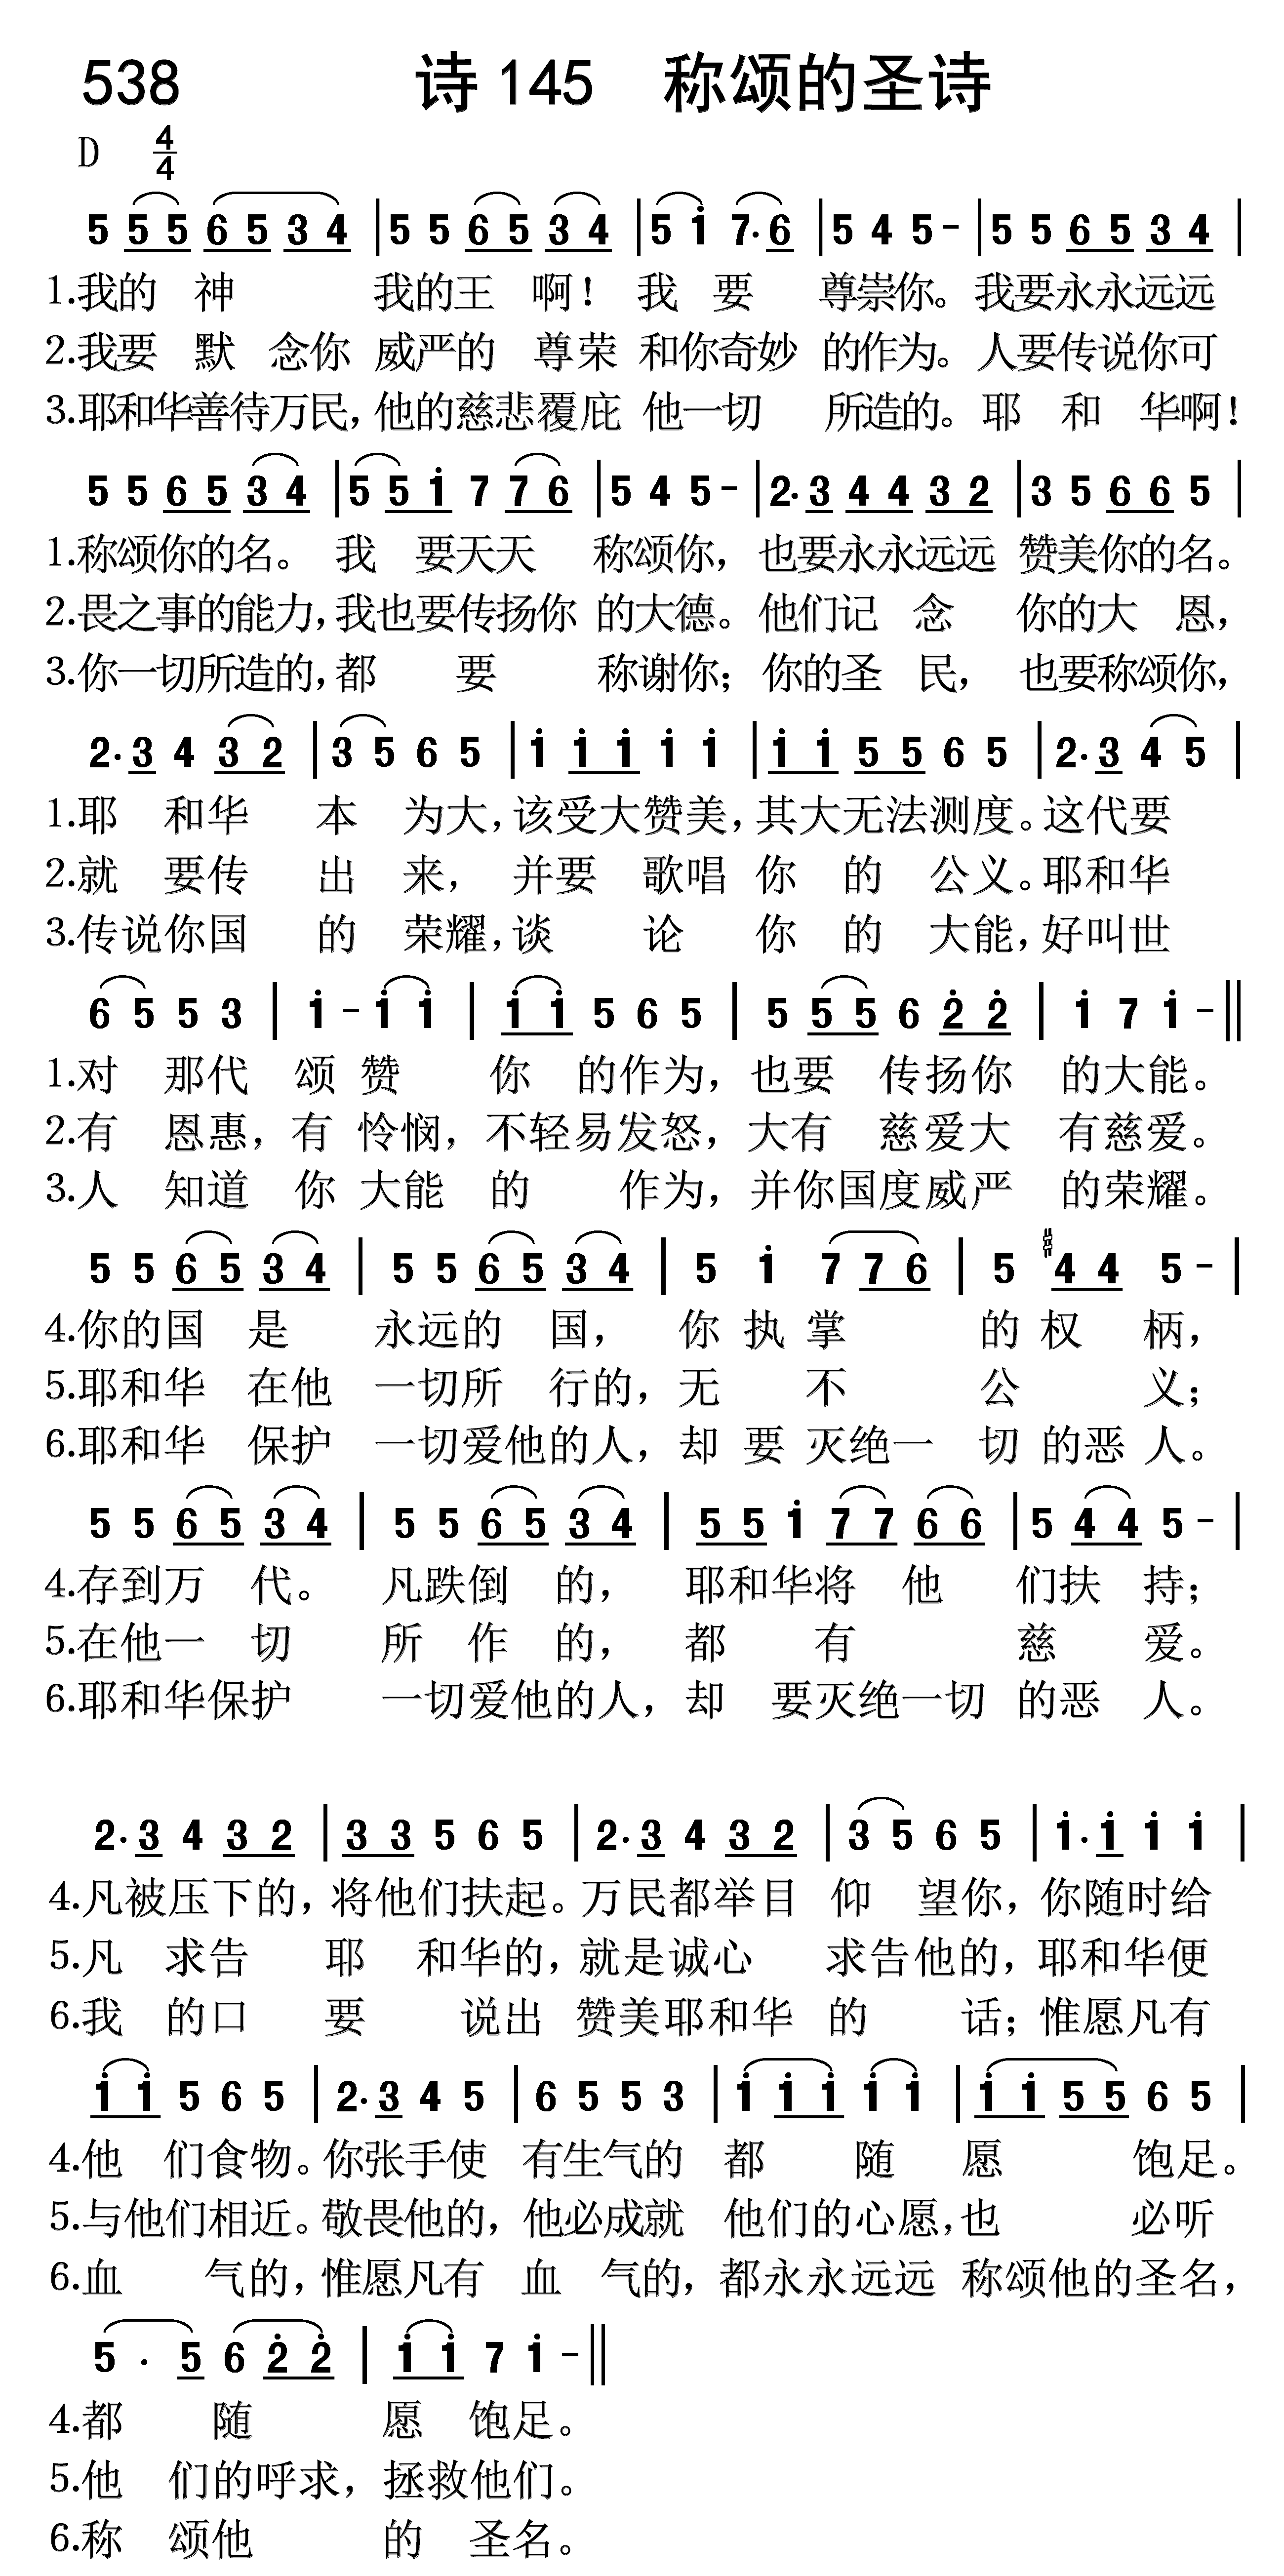 538 诗 145 称颂的圣诗
D 4/4
5 5 5 6 5 3 4 | 5 5 6 5 3 4 | 5 i 7· 6 | 5 4 5 - | 5 5 6 5 3 4 |
1.我的 神 我的王 啊！ 我 要 尊崇你。我要永永远远
2.我要 默 念你 威严的 尊荣 和你奇妙 的作为。人要传说你可
3.耶和华善待万民，他的慈悲覆庇 他一切 所造的。耶 和 华啊！
5 5 6 5 3 4 | 5 5 i 7 7 6 | 5 4 5 - | 2· 3 4 4 3 2 | 3 5 6 6 5 |
1.称颂你的名。 我 要天天 称颂你，也要永永远远 赞美你的名。
2.畏之事的能力，我也要传扬你 的大德。他们记 念 你的大 恩，
3.你一切所造的，都 要 称谢你；你的圣 民， 也要称颂你，
2· 3 4 3 2 | 3 5 6 5 | i i i i i | i i 5 5 6 5 | 2· 3 4 5 |
1.耶 和华 本 为大，该受大赞美，其大无法测度。这代要
2.就 要传 出 来， 并要 歌唱 你 的 公义。耶和华
3.传说你国 的 荣耀，谈 论 你 的 大能，好叫世
6 5 5 3 | i - i i | i i 5 6 5 | 5 5 5 6 2̇ 2̇ | i 7 i - ||
1.对 那代 颂 赞 你 的作为，也要 传扬你 的大能。
2.有 恩惠，有 怜悯，不轻易发怒，大有 慈爱大 有慈爱。
3.人 知道 你 大能 的 作为，并你国度威严 的荣耀。
5 5 6 5 3 4 | 5 5 6 5 3 4 | 5 i 7 7 6 | 5 #4 4 5 - |
4.你的国 是 永远的 国， 你 执 掌 的 权 柄，
5.耶和华 在他 一切所 行的，无 不 公 义；
6.耶和华 保护 一切爱他的人，却 要 灭绝一 切 的恶 人。
5 5 6 5 3 4 | 5 5 6 5 3 4 | 5 5 i 7 7 6 6 | 5 4 4 5 - |
4.存到万 代。 凡跌倒 的， 耶和华将 他 们扶 持；
5.在他一 切 所 作 的， 都 有 慈 爱。
6.耶和华保护 一切爱他的人，却 要灭绝一切 的恶 人。
2· 3 4 3 2 | 3 3 5 6 5 | 2· 3 4 3 2 | 3 5 6 5 | i· i i i |
4.凡被压下的，将他们扶起。万民都举目 仰 望你，你随时给
5.凡 求告 耶 和华的，就是诚心 求告他的，耶和华便
6.我 的口 要 说出 赞美耶和华 的 话；惟愿凡有
i i 5 6 5 | 2· 3 4 5 | 6 5 5 3 | i i i i i | i i 5 5 6 5 |
4.他 们食物。你张手使 有生气的 都 随 愿 饱足。
5.与他们相近。敬畏他的，他必成就 他们的心愿，也 必听
6.血 气的，惟愿凡有 血 气的，都永永远远 称颂他的圣名，
5 · 5 6 2̇ 2̇ | i i 7 i - ||
4.都 随 愿 饱足。
5.他 们的呼求，拯救他们。
6.称 颂他 的 圣名。